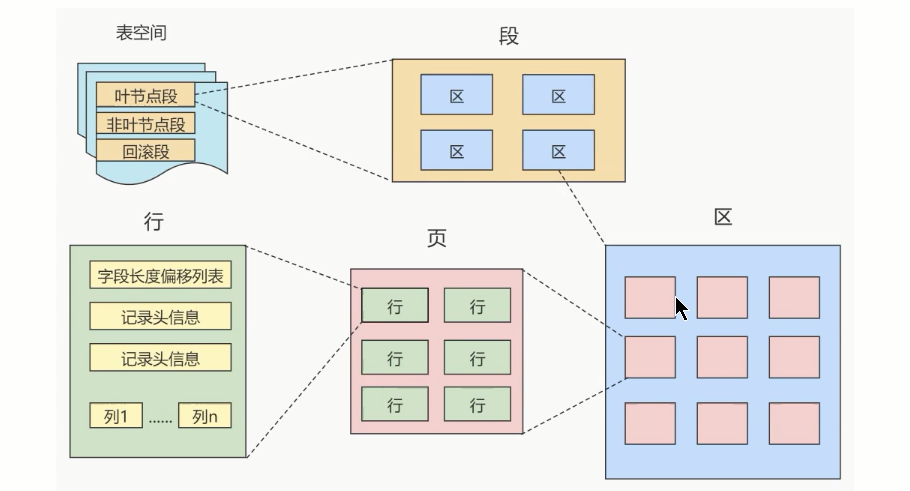 表空间
叶节点段
非叶节点段
回滚段
段
区
区
区
区
行
字段长度偏移列表
记录头信息
记录头信息
列1 ...... 列n
页
行
行
行
行
行
行
区